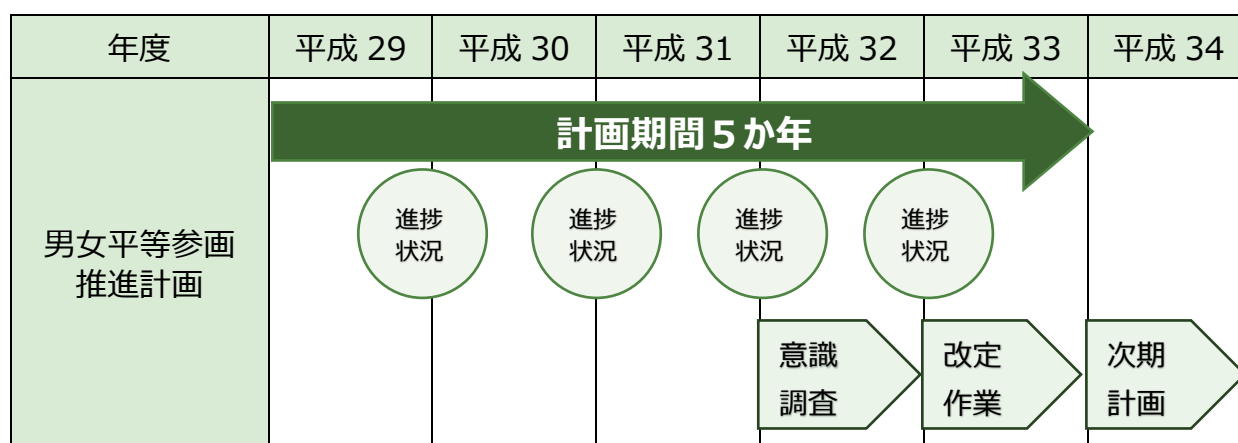 年度 平成 29 平成 30 平成 31 平成 32 平成 33 平成 34
計画期間５か年
進捗 進捗 進捗 進捗
状況 状況 状況 状況
男女平等参画
推進計画
意識 改定 次期
調査 作業 計画